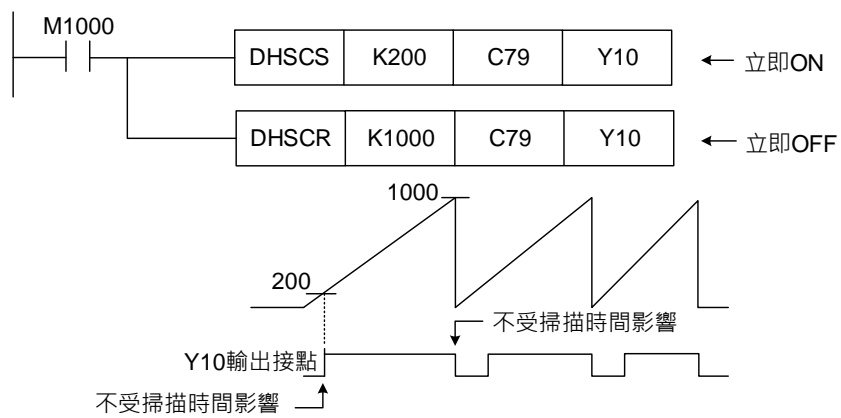 M1000
DHSCS K200 C79 Y10 立即ON
DHSCR K1000 C79 Y10 立即OFF
1000
200
不受掃描時間影響
Y10輸出接點
不受掃描時間影響